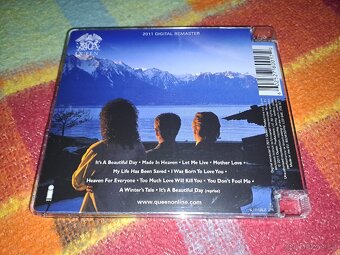 2011 DIGITAL REMASTER
QUEEN
It's A Beautiful Day • Made In Heaven • Let Me Live • Mother Love •
My Life Has Been Saved • I Was Born To Love You •
Heaven For Everyone • Too Much Love Will Kill You • You Don't Fool Me •
A Winter's Tale • It's A Beautiful Day (reprise)
www.queenonline.com